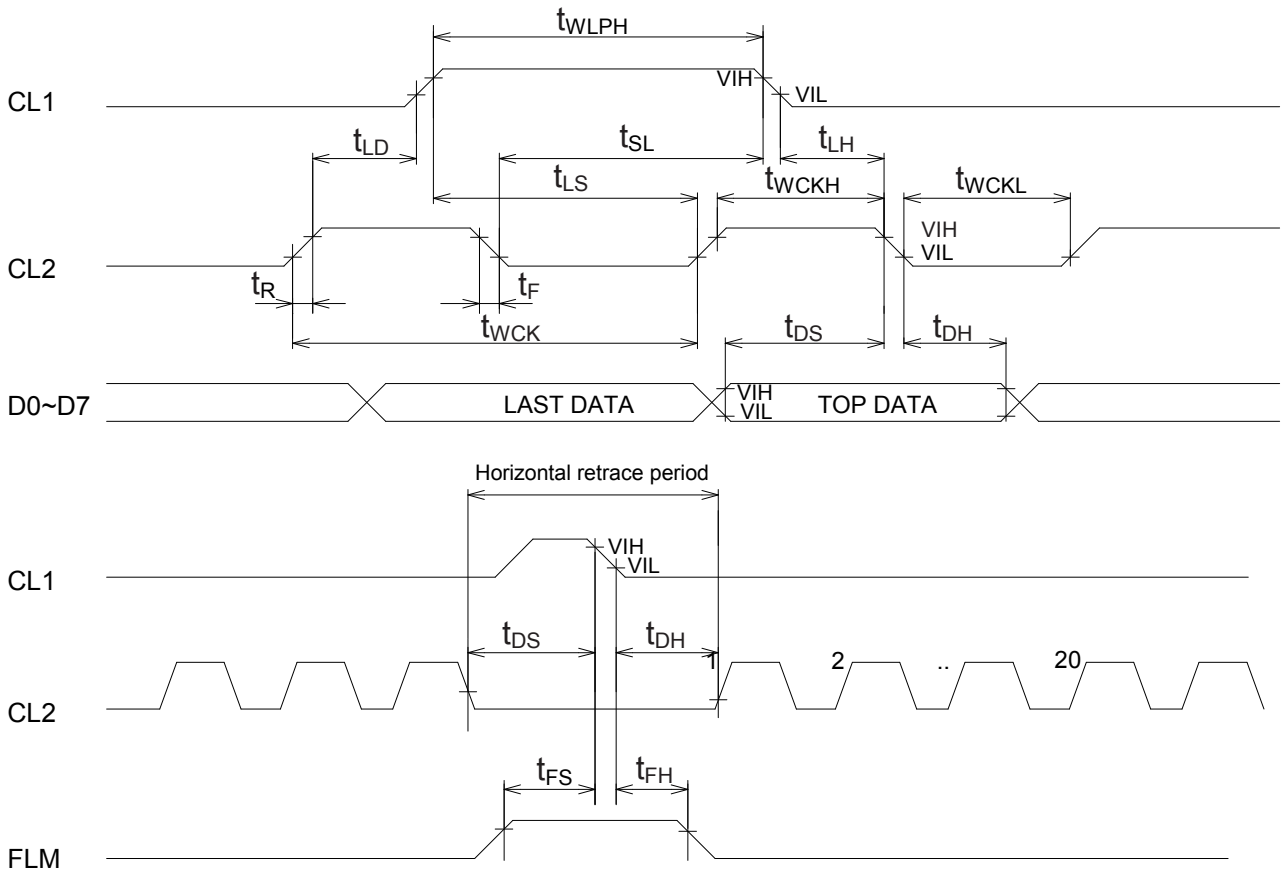 tWLPH
CL1 VIH VIL
tLD tSL tLH
tLS tWCKH tWCKL
CL2 VIH
VIL
tR tF
tWCK tDS tDH
D0~D7 LAST DATA VIH TOP DATA
VIL
Horizontal retrace period
CL1 VIH
VIL
tDS tDH
1 2 .. 20
CL2
tFS tFH
FLM